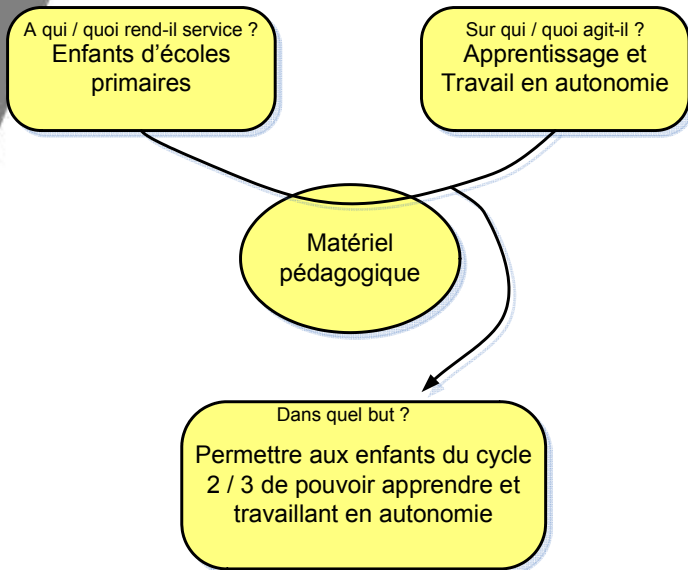 A qui / quoi rend-il service ?
Enfants d'écoles
primaires
Sur qui / quoi agit-il ?
Apprentissage et
Travail en autonomie
Matériel
pédagogique
Dans quel but ?
Permettre aux enfants du cycle
2 / 3 de pouvoir apprendre et
travaillant en autonomie